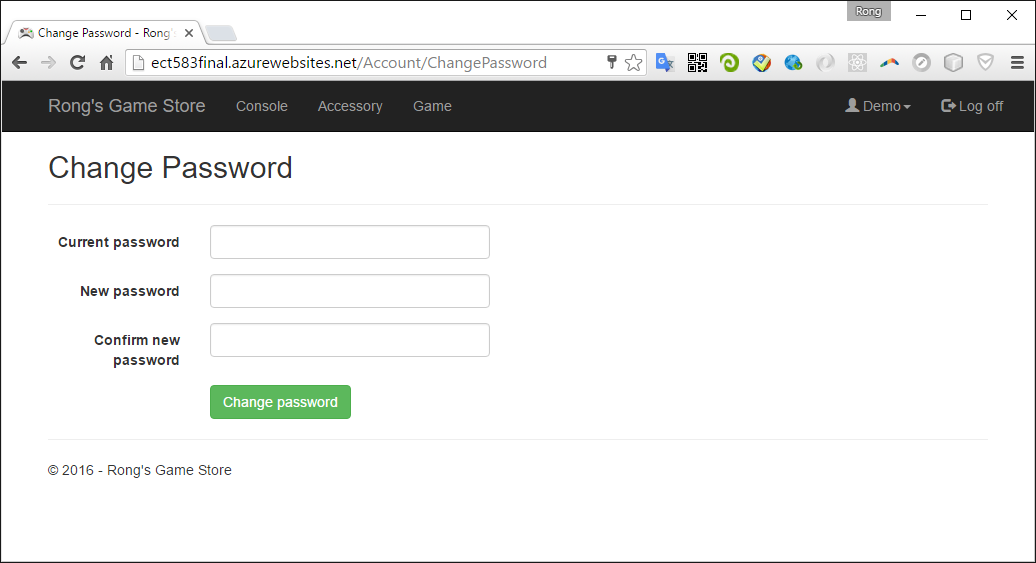 Rong
Change Password - Rong's
ect583final.azurewebsites.net/Account/ChangePassword
Rong's Game Store Console Accessory Game Demo Log off
Change Password
Current password
New password
Confirm new
password
Change password
© 2016 - Rong's Game Store